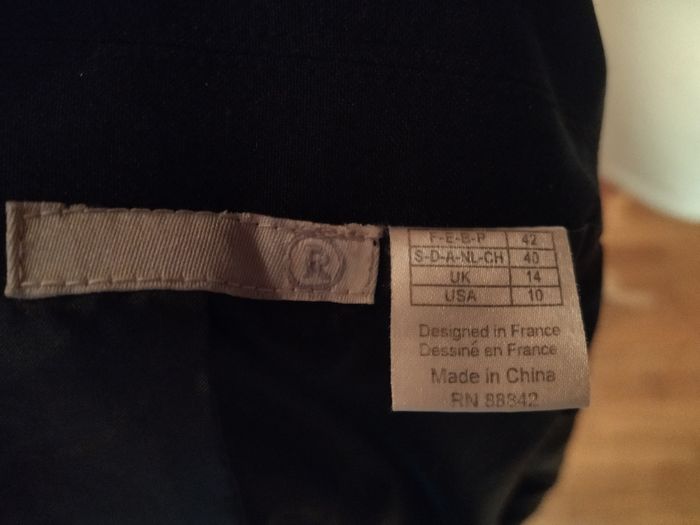 R
F-E-B-P 42
S-D-A-NL-CH 40
UK 14
USA 10
Designed in France
Dessiné en France
Made in China
RN 88842